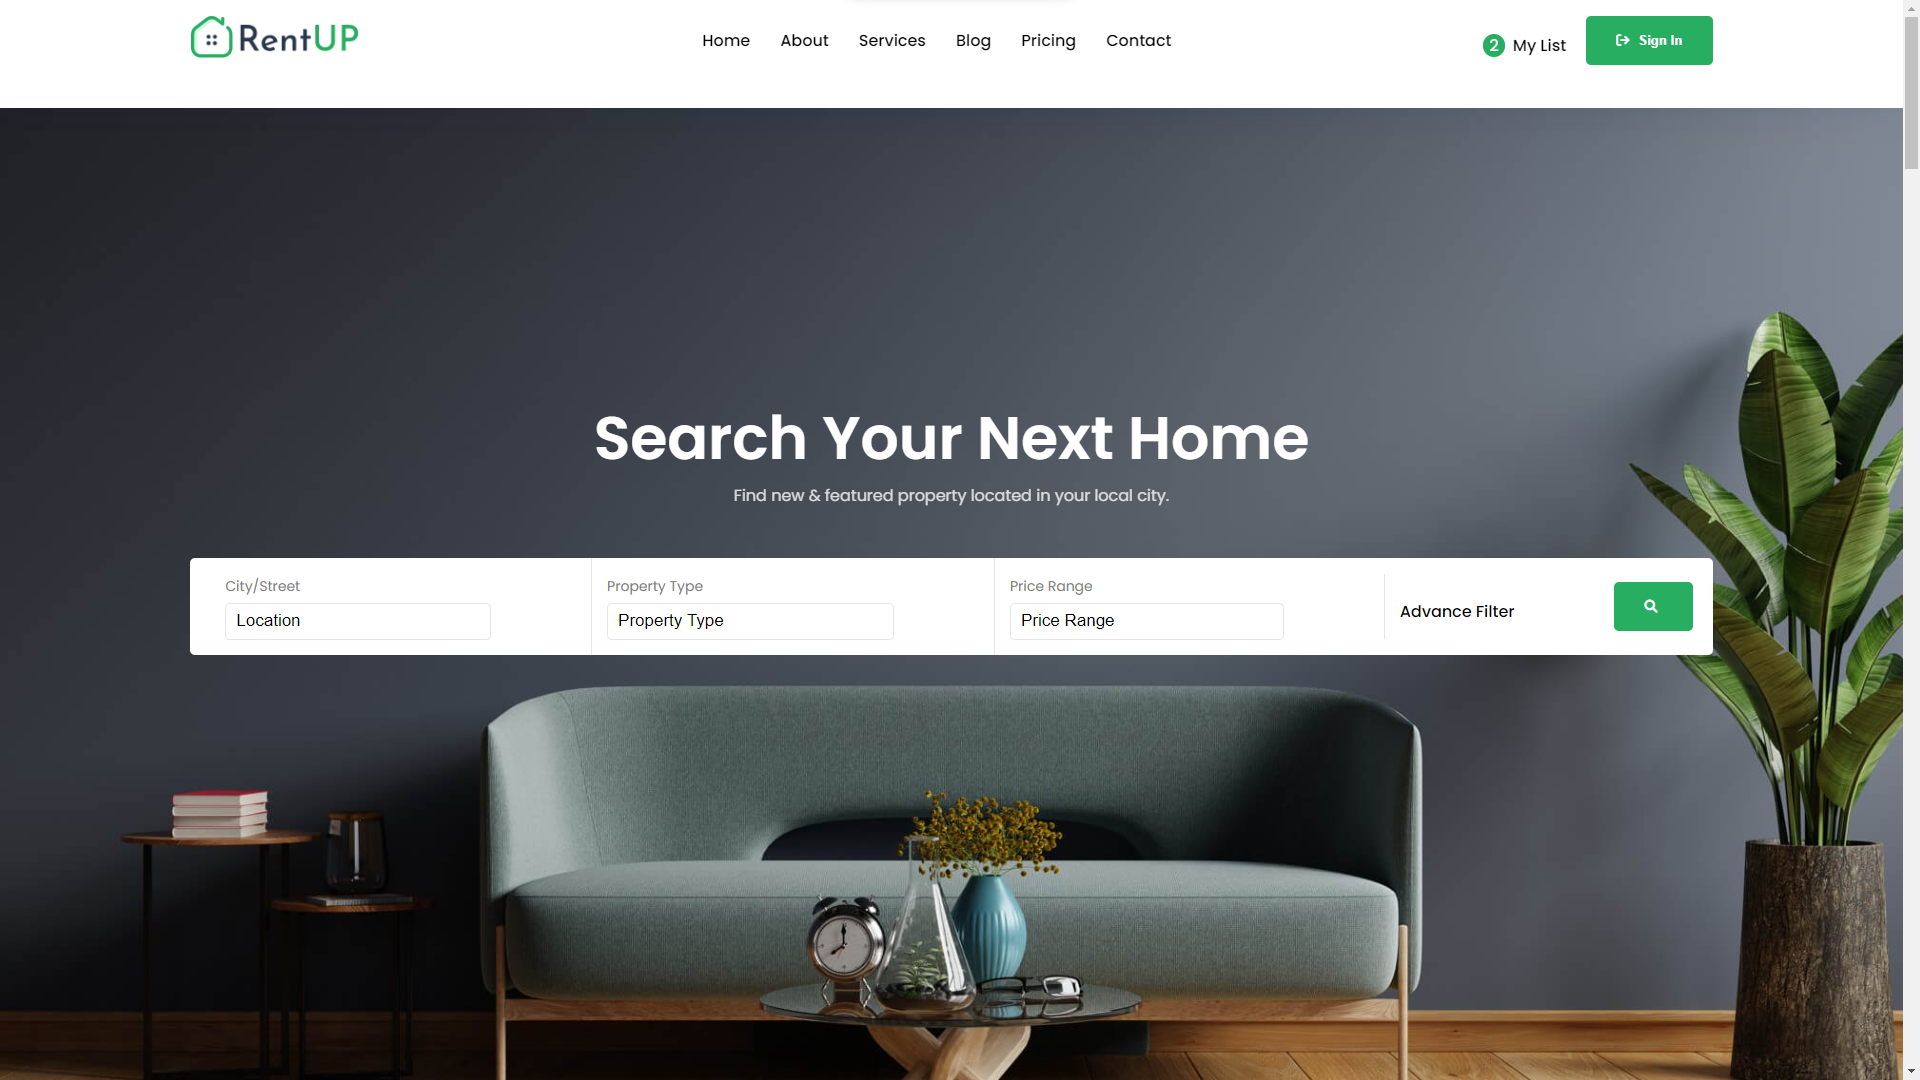 RentUP
Home About Services Blog Pricing Contact
2 My List
Sign In
Search Your Next Home
Find new & featured property located in your local city.
City/Street
Location
Property Type
Property Type
Price Range
Price Range
Advance Filter